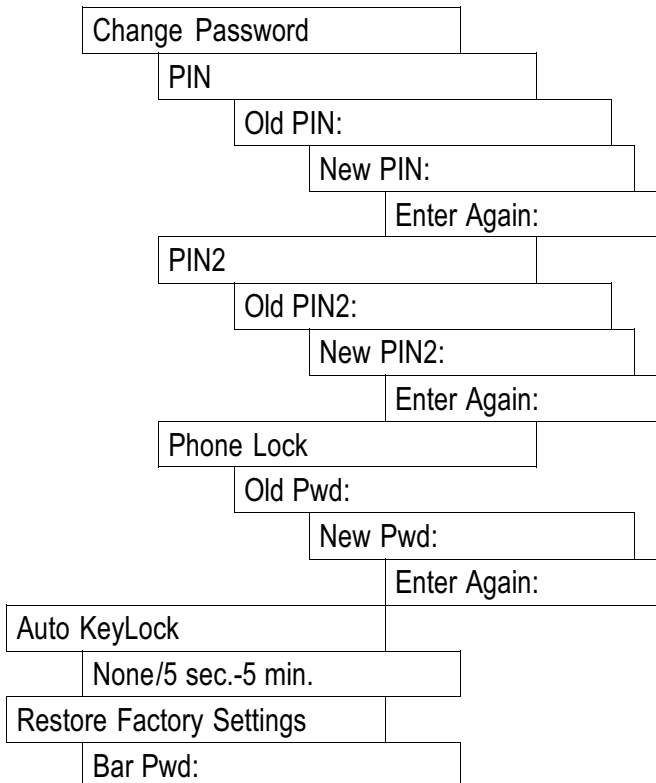 Change Password
PIN
Old PIN:
New PIN:
Enter Again:
PIN2
Old PIN2:
New PIN2:
Enter Again:
Phone Lock
Old Pwd:
New Pwd:
Enter Again:
Auto KeyLock
None/5 sec.-5 min.
Restore Factory Settings
Bar Pwd: